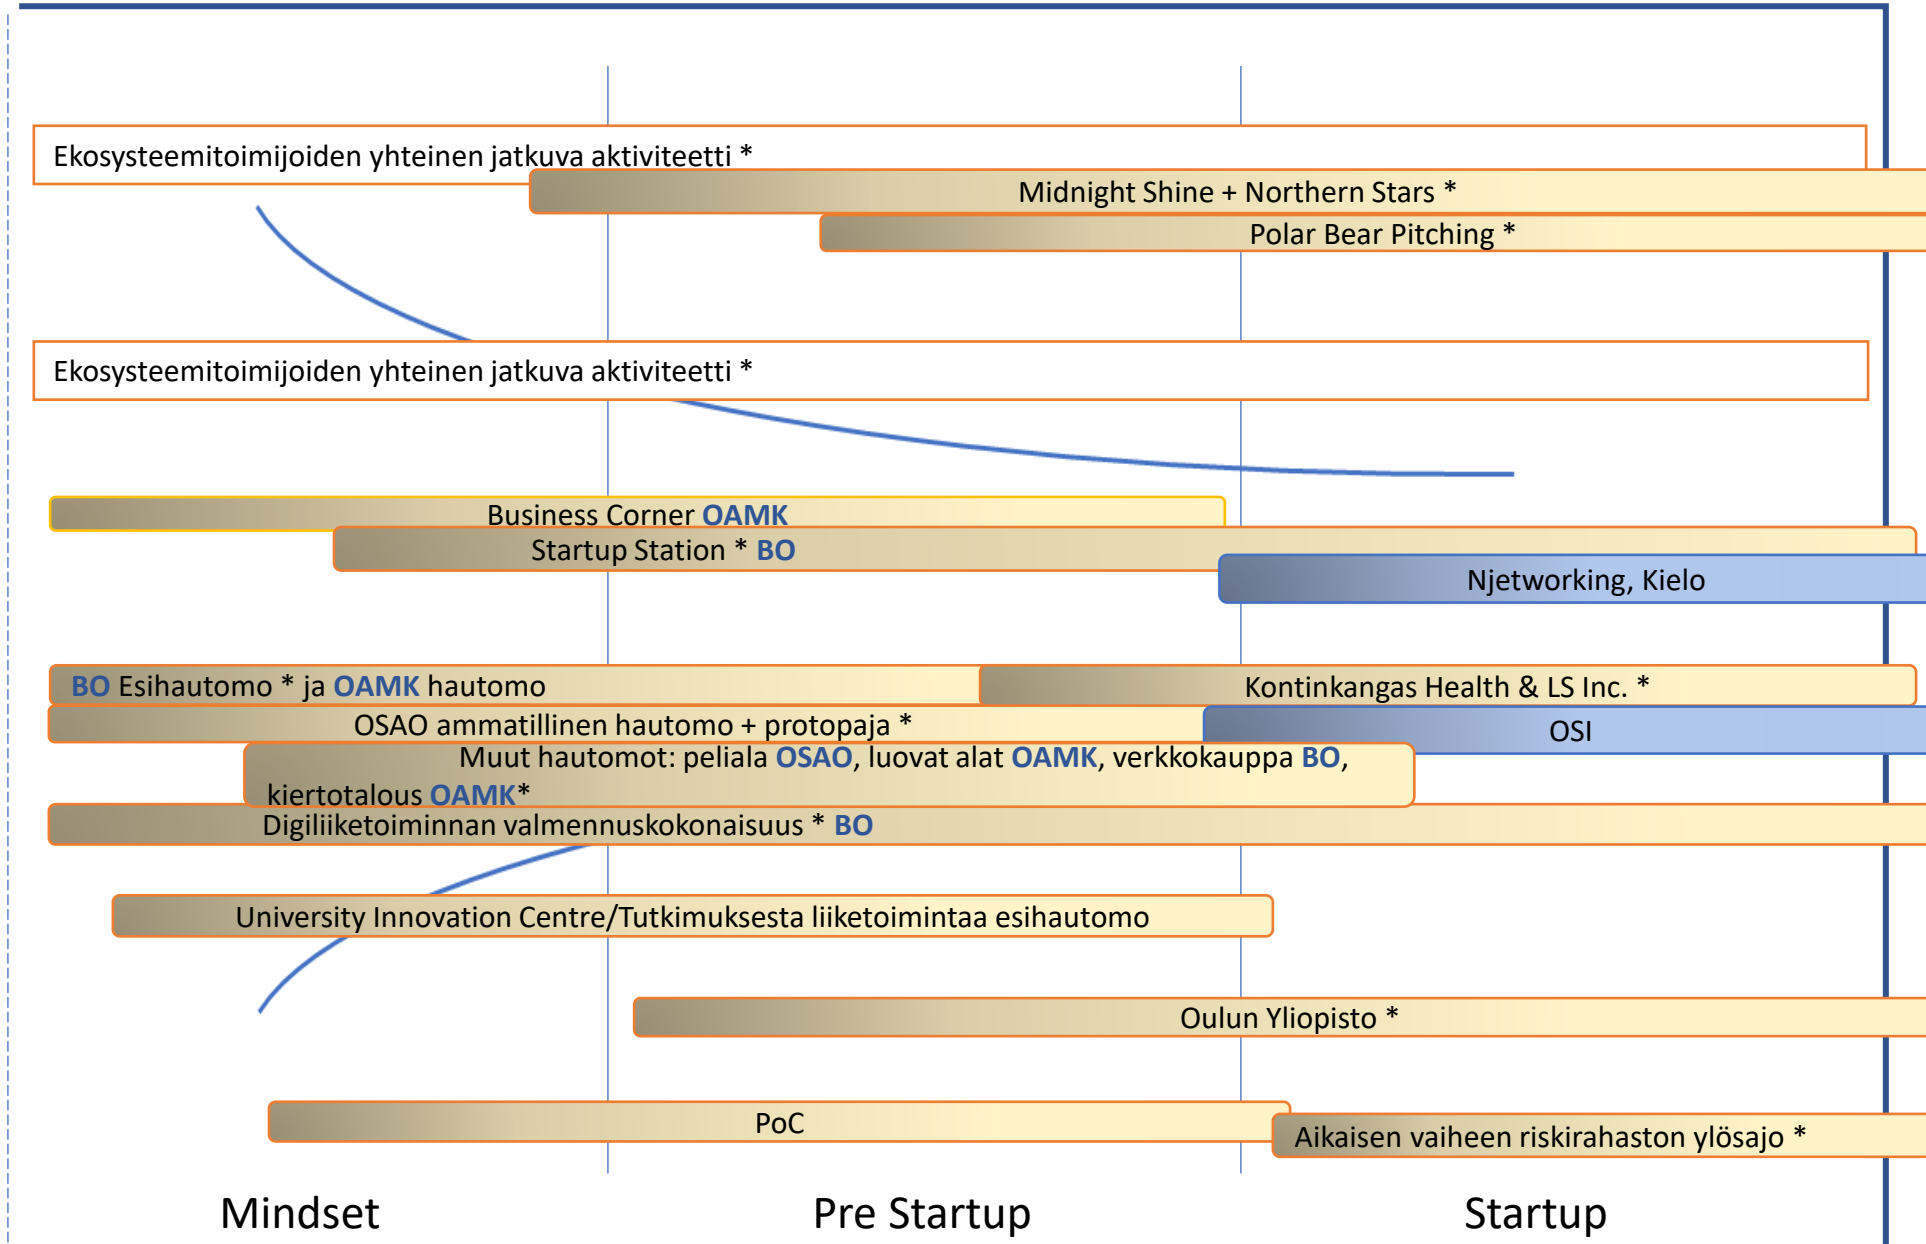 Ekosysteemitoimijoiden yhteinen jatkuva aktiviteetti *
Midnight Shine + Northern Stars *
Polar Bear Pitching *
Ekosysteemitoimijoiden yhteinen jatkuva aktiviteetti *
Business Corner OAMK
Startup Station * BO
Njetworking, Kielo
BO Esihautomo * ja OAMK hautomo
Kontinkangas Health & LS Inc. *
OSAO ammatillinen hautomo + protopaja *
OSI
Muut hautomot: peliala OSAO, luovat alat OAMK, verkkokauppa BO,
kiertotalous OAMK*
Digiliiketoiminnan valmennuskokonaisuus * BO
University Innovation Centre/Tutkimuksesta liiketoimintaa esihautomo
Oulun Yliopisto *
PoC
Aikaisen vaiheen riskirahaston ylösajo *
Mindset
Pre Startup
Startup